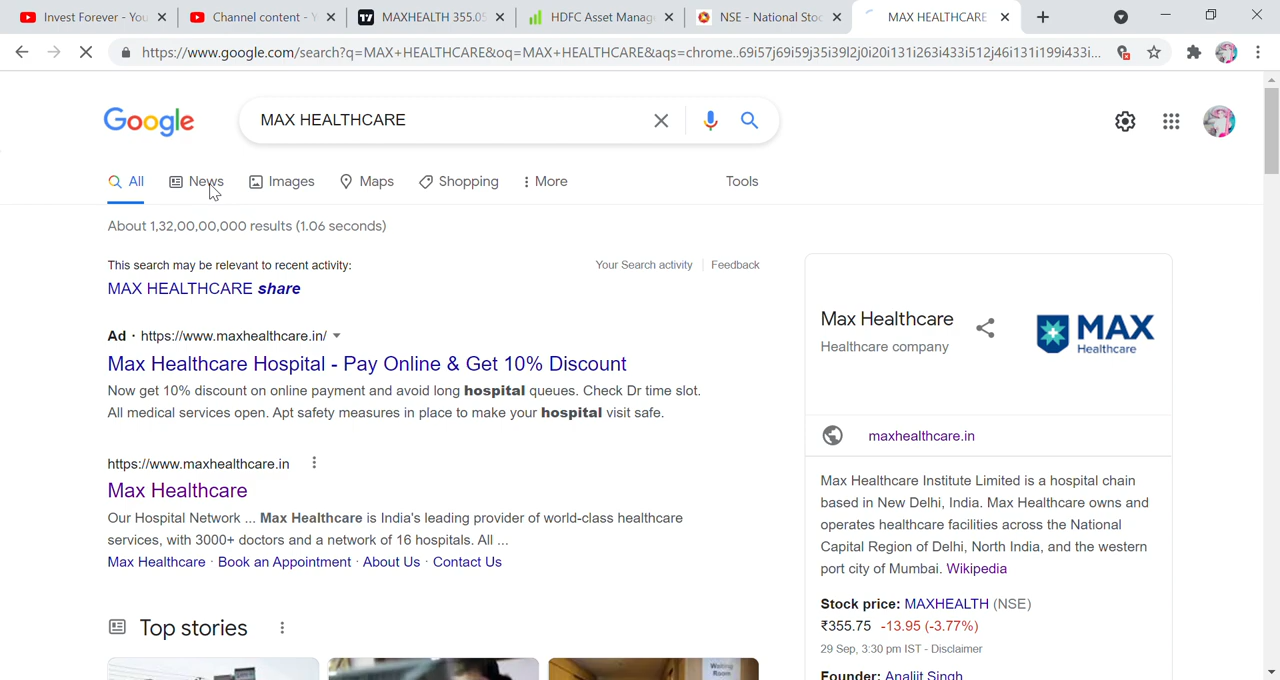 Invest Forever - You
Channel content - Y
MAXHEALTH 355.05
HDFC Asset Manag
NSE - National Stoc
MAX HEALTHCARE
https://www.google.com/search?q=MAX+HEALTHCARE&oq=MAX+HEALTHCARE&aqs=chrome..69i57j69i59j35i39l2j0i20i131i263i433i512j46i131i199i433i...
Google
MAX HEALTHCARE
All
News
Images
Maps
Shopping
More
Tools
About 1,32,00,00,000 results (1.06 seconds)
This search may be relevant to recent activity:
Your Search activity
Feedback
MAX HEALTHCARE share
Ad · https://www.maxhealthcare.in/
Max Healthcare Hospital - Pay Online & Get 10% Discount
Now get 10% discount on online payment and avoid long hospital queues. Check Dr time slot.
All medical services open. Apt safety measures in place to make your hospital visit safe.
https://www.maxhealthcare.in
Max Healthcare
Our Hospital Network ... Max Healthcare is India's leading provider of world-class healthcare
services, with 3000+ doctors and a network of 16 hospitals. All ...
Max Healthcare · Book an Appointment · About Us · Contact Us
Top stories
Waiting
Room
Max Healthcare
Healthcare company
MAX
Healthcare
maxhealthcare.in
Max Healthcare Institute Limited is a hospital chain
based in New Delhi, India. Max Healthcare owns and
operates healthcare facilities across the National
Capital Region of Delhi, North India, and the western
port city of Mumbai. Wikipedia
Stock price: MAXHEALTH (NSE)
₹355.75 -13.95 (-3.77%)
29 Sep, 3:30 pm IST - Disclaimer
Founder: Analjit Singh